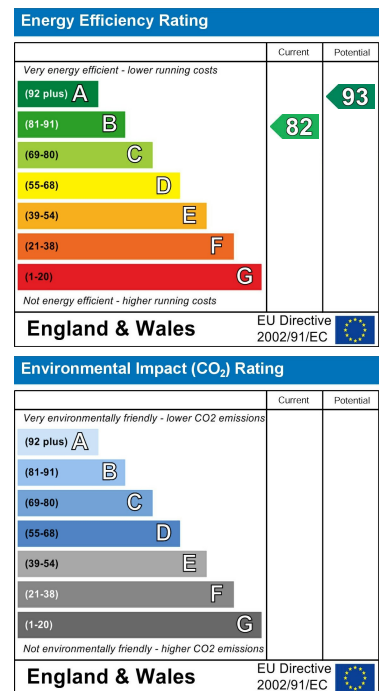 Energy Efficiency Rating
Current Potential
Very energy efficient - lower running costs
(92 plus) A
93
(81-91) B
82
(69-80) C
(55-68) D
(39-54) E
(21-38) F
(1-20) G
Not energy efficient - higher running costs
England & Wales
EU Directive
2002/91/EC
Environmental Impact (CO₂) Rating
Current Potential
Very environmentally friendly - lower CO2 emissions
(92 plus) A
(81-91) B
(69-80) C
(55-68) D
(39-54) E
(21-38) F
(1-20) G
Not environmentally friendly - higher CO2 emissions
England & Wales
EU Directive
2002/91/EC